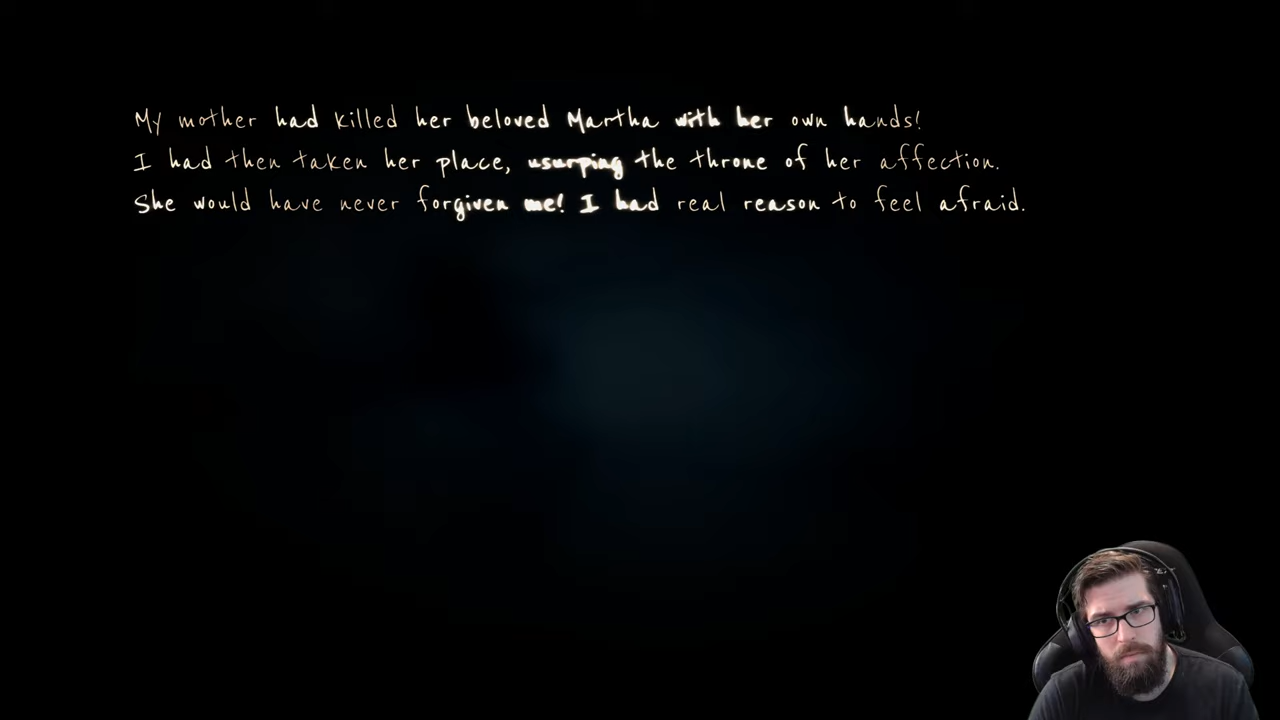 My mother had killed her beloved Martha with her own hands!
I had then taken her place, usurping the throne of her affection.
She would have never forgiven me! I had real reason to feel afraid.